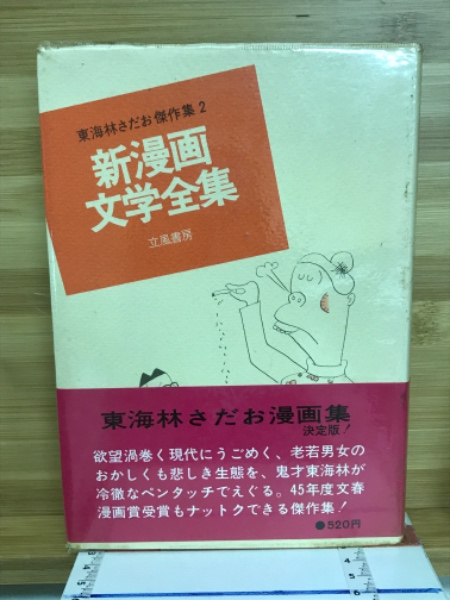 東海林さだお傑作集2
新漫画
文学全集
立風書房
東海林さだお漫画集
決定版!
欲望渦巻く現代にうごめく、老若男女の
おかしくも悲しき生態を、鬼才東海林が
冷徹なペンタッチでえぐる。45年度文春
漫画賞受賞もナットクできる傑作集!
●520円